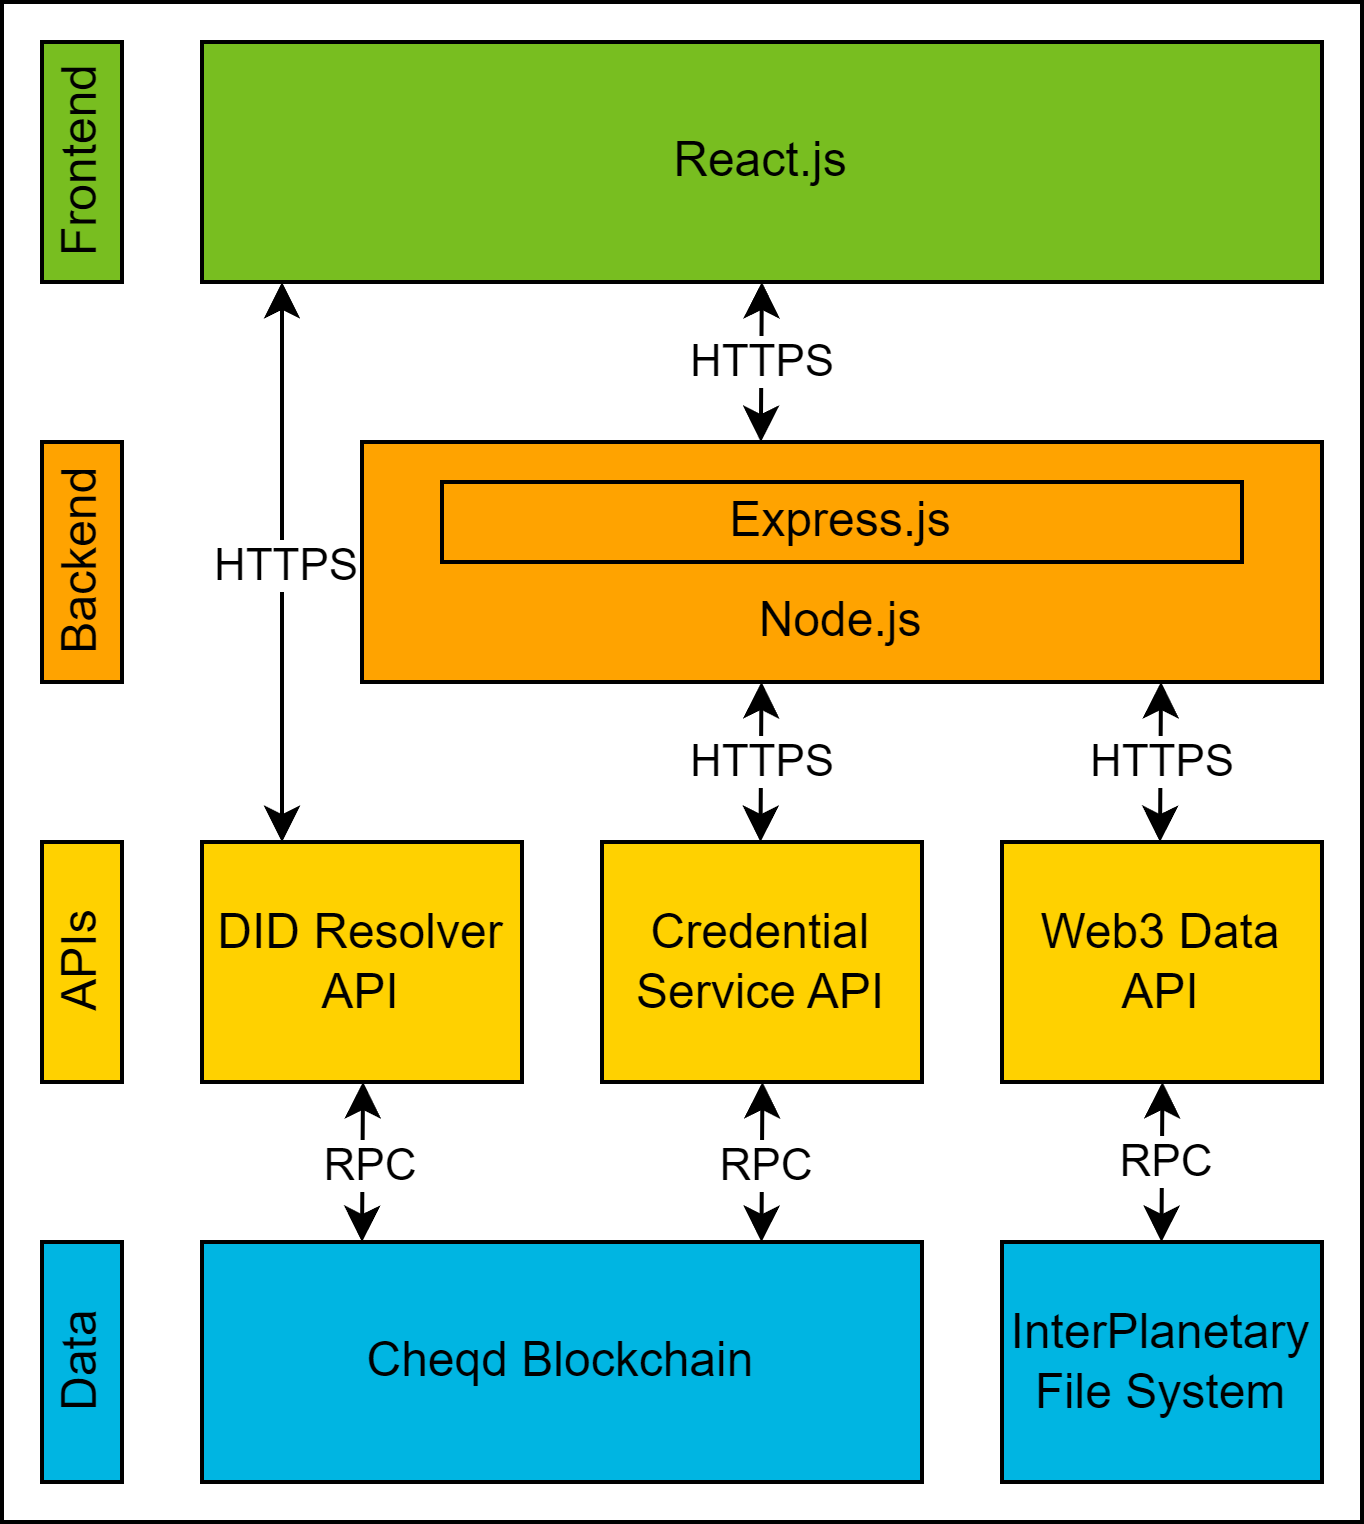 Frontend
React.js
HTTPS
HTTPS
Backend
Express.js
Node.js
HTTPS
HTTPS
APIs
DID Resolver
API
Credential
Service API
Web3 Data
API
RPC
RPC
RPC
Data
Cheqd Blockchain
InterPlanetary
File System